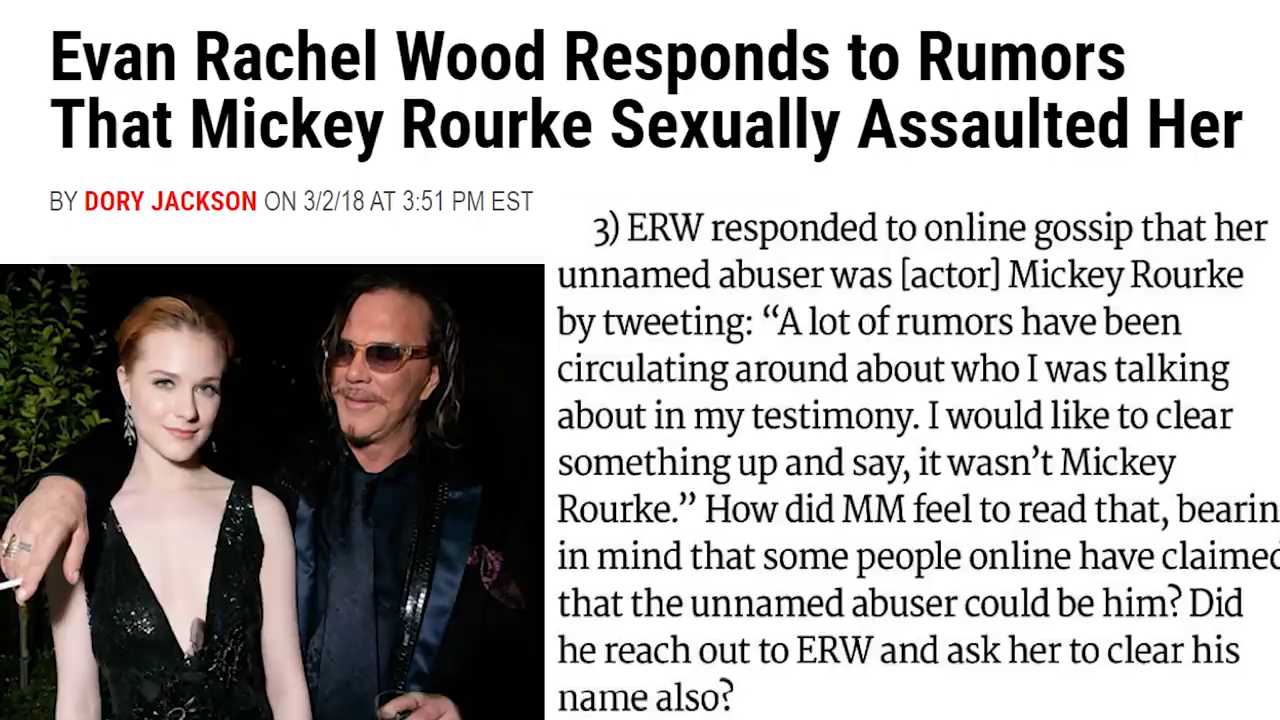 Evan Rachel Wood Responds to Rumors
That Mickey Rourke Sexually Assaulted Her
BY DORY JACKSON ON 3/2/18 AT 3:51 PM EST
3) ERW responded to online gossip that her
unnamed abuser was [actor] Mickey Rourke
by tweeting: “A lot of rumors have been
circulating around about who I was talking
about in my testimony. I would like to clear
something up and say, it wasn’t Mickey
Rourke.” How did MM feel to read that, bearin
in mind that some people online have claimed
that the unnamed abuser could be him? Did
he reach out to ERW and ask her to clear his
name also?